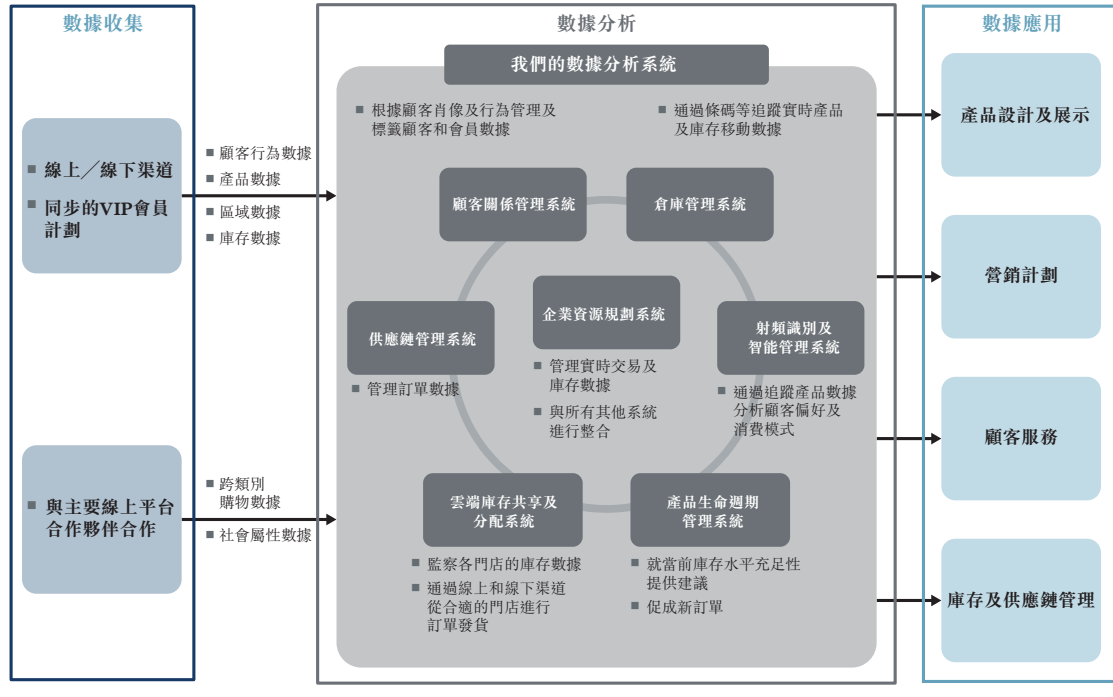 數據收集
■ 線上／線下渠道
■ 同步的VIP會員
計劃
■ 與主要線上平台
合作夥伴合作
■ 顧客行為數據
■ 產品數據
■ 區域數據
■ 庫存數據
■ 跨類別
購物數據
■ 社會屬性數據
數據分析
我們的數據分析系統
■ 根據顧客肖像及行為管理及
標籤顧客和會員數據
■ 通過條碼等追蹤實時產品
及庫存移動數據
顧客關係管理系統
倉庫管理系統
供應鏈管理系統
■ 管理訂單數據
企業資源規劃系統
■ 管理實時交易及
庫存數據
■ 與所有其他系統
進行整合
射頻識別及
智能管理系統
■ 通過追蹤產品數據
分析顧客偏好及
消費模式
雲端庫存共享及
分配系統
■ 監察各門店的庫存數據
■ 通過線上和線下渠道
從合適的門店進行
訂單發貨
產品生命週期
管理系統
■ 就當前庫存水平充足性
提供建議
■ 促成新訂單
數據應用
產品設計及展示
營銷計劃
顧客服務
庫存及供應鏈管理